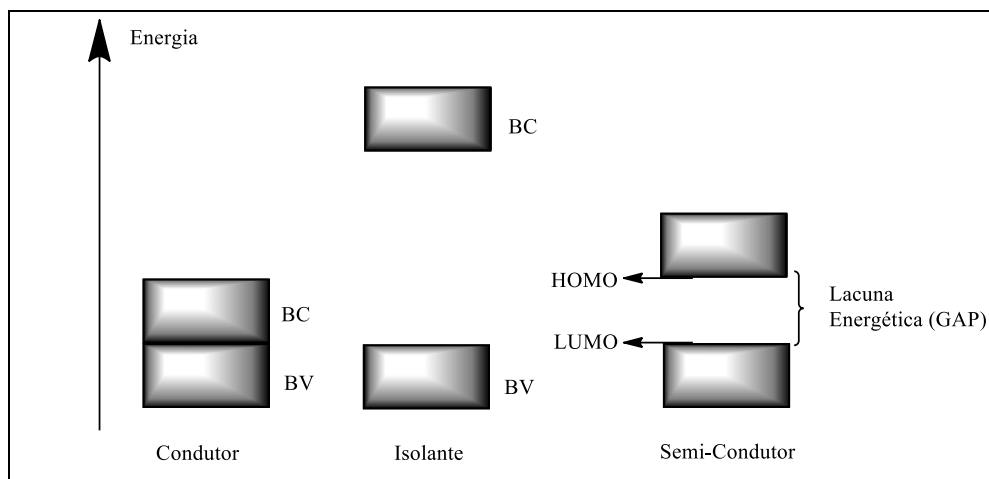 Energia
BC
HOMO
BC
Lacuna
Energética (GAP)
LUMO
BV
BV
Condutor
Isolante
Semi-Condutor